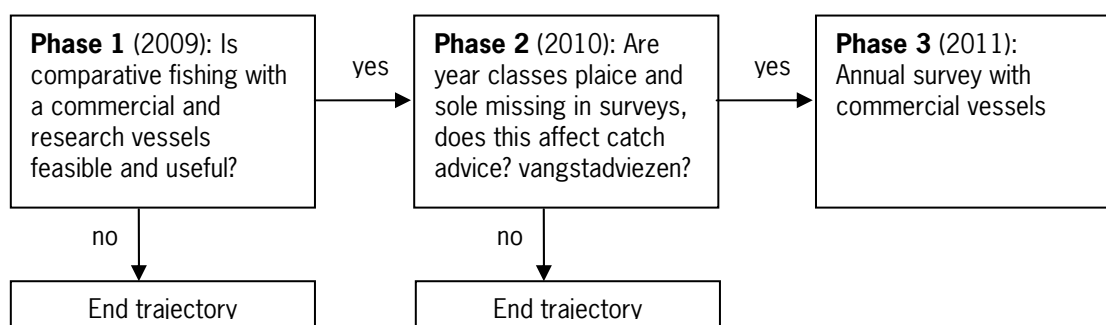 Phase 1 (2009): Is
comparative fishing with
a commercial and
research vessels
feasible and useful?
yes
Phase 2 (2010): Are
year classes plaice and
sole missing in surveys,
does this affect catch
advice? vangstadviezen?
yes
Phase 3 (2011):
Annual survey with
commercial vessels
no
no
End trajectory
End trajectory